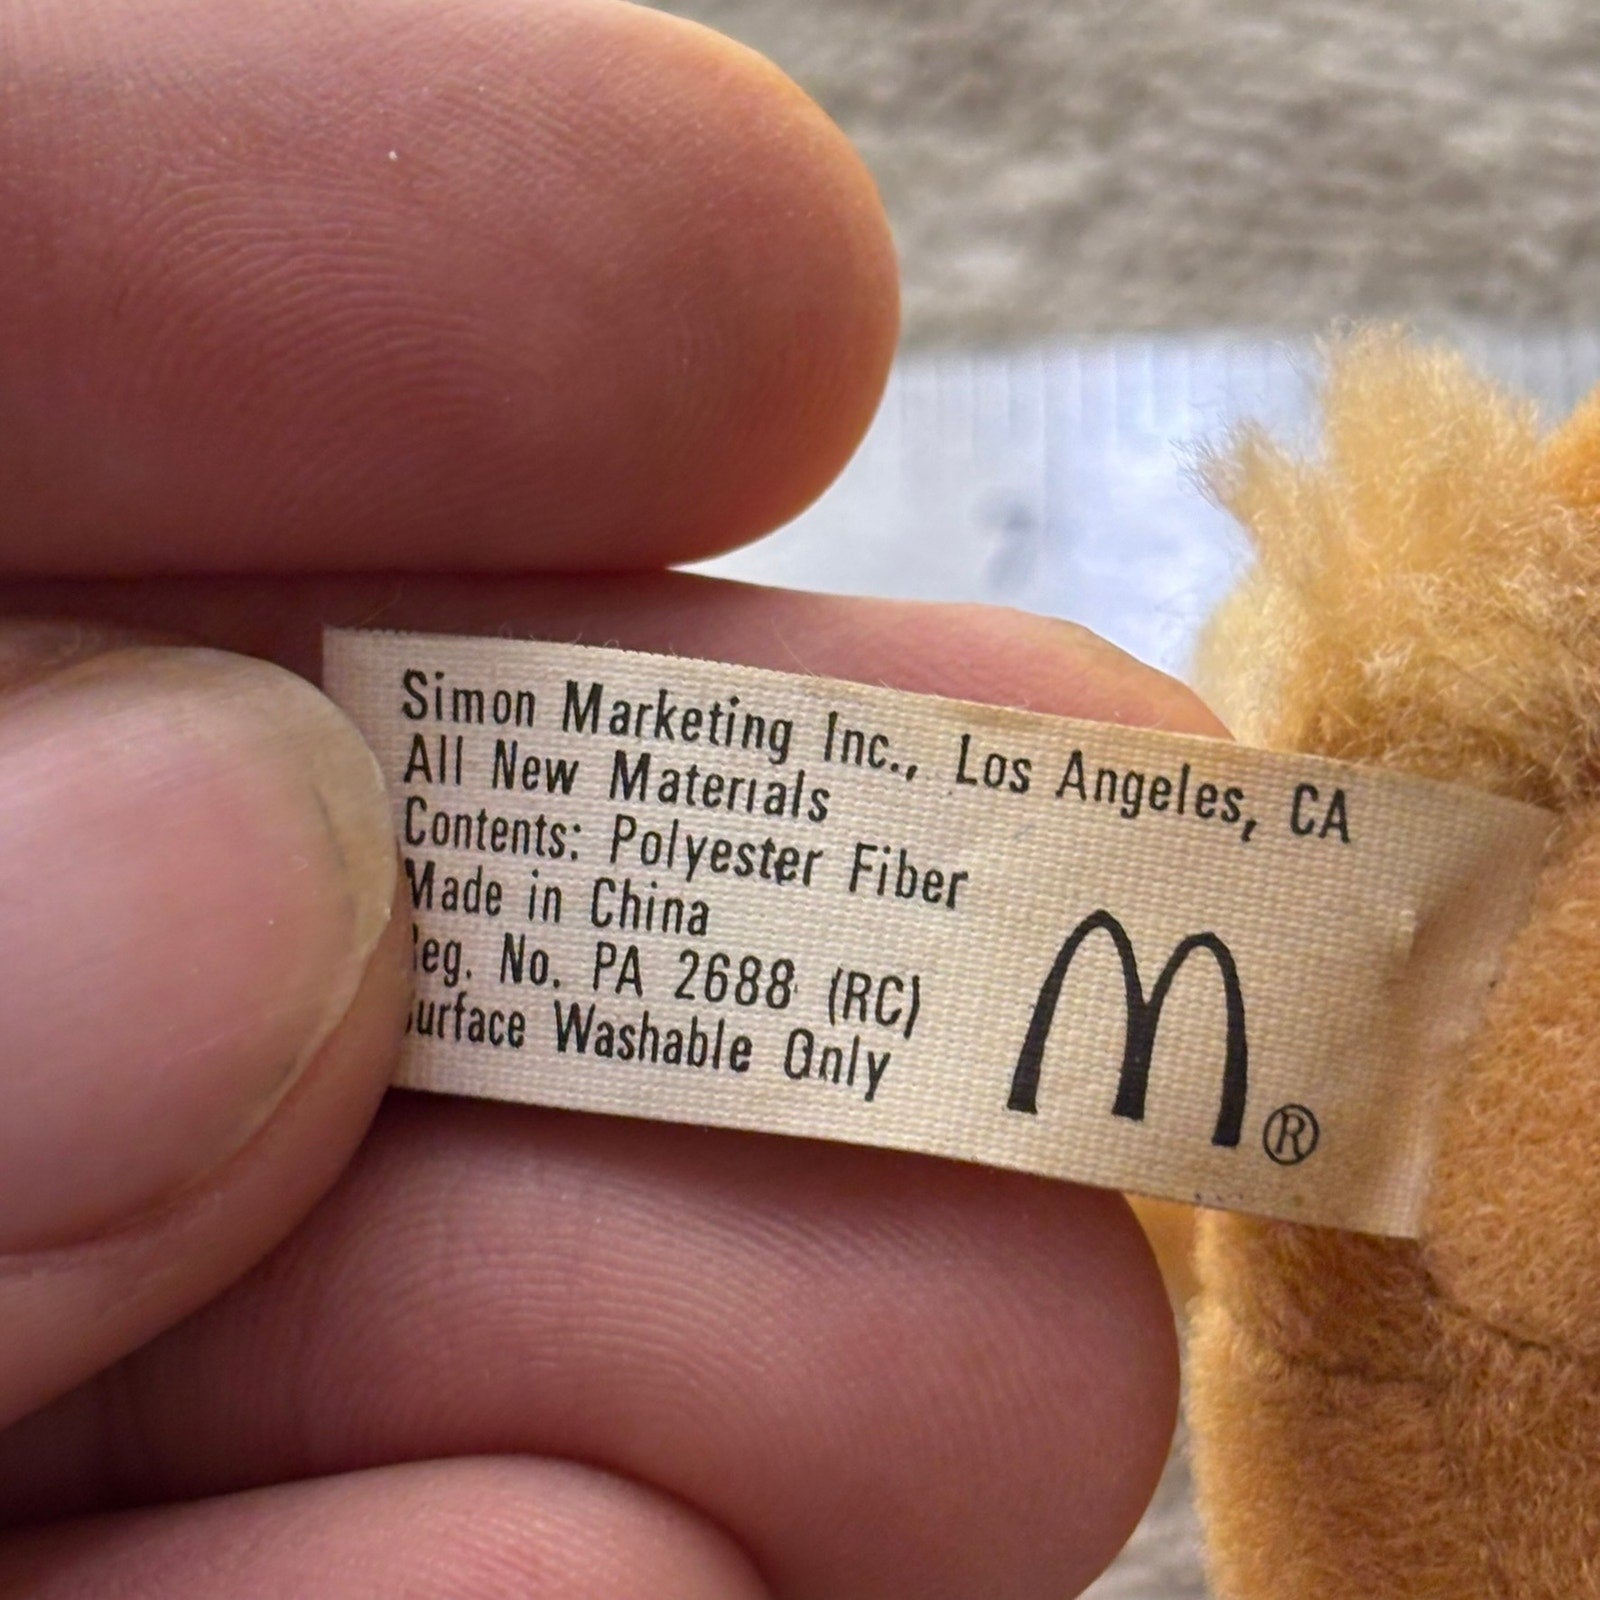 Simon Marketing Inc., Los Angeles, CA
All New Materials
Contents: Polyester Fiber
Made in China
eg. No. PA 2688 (RC)
urface Washable Only
M®